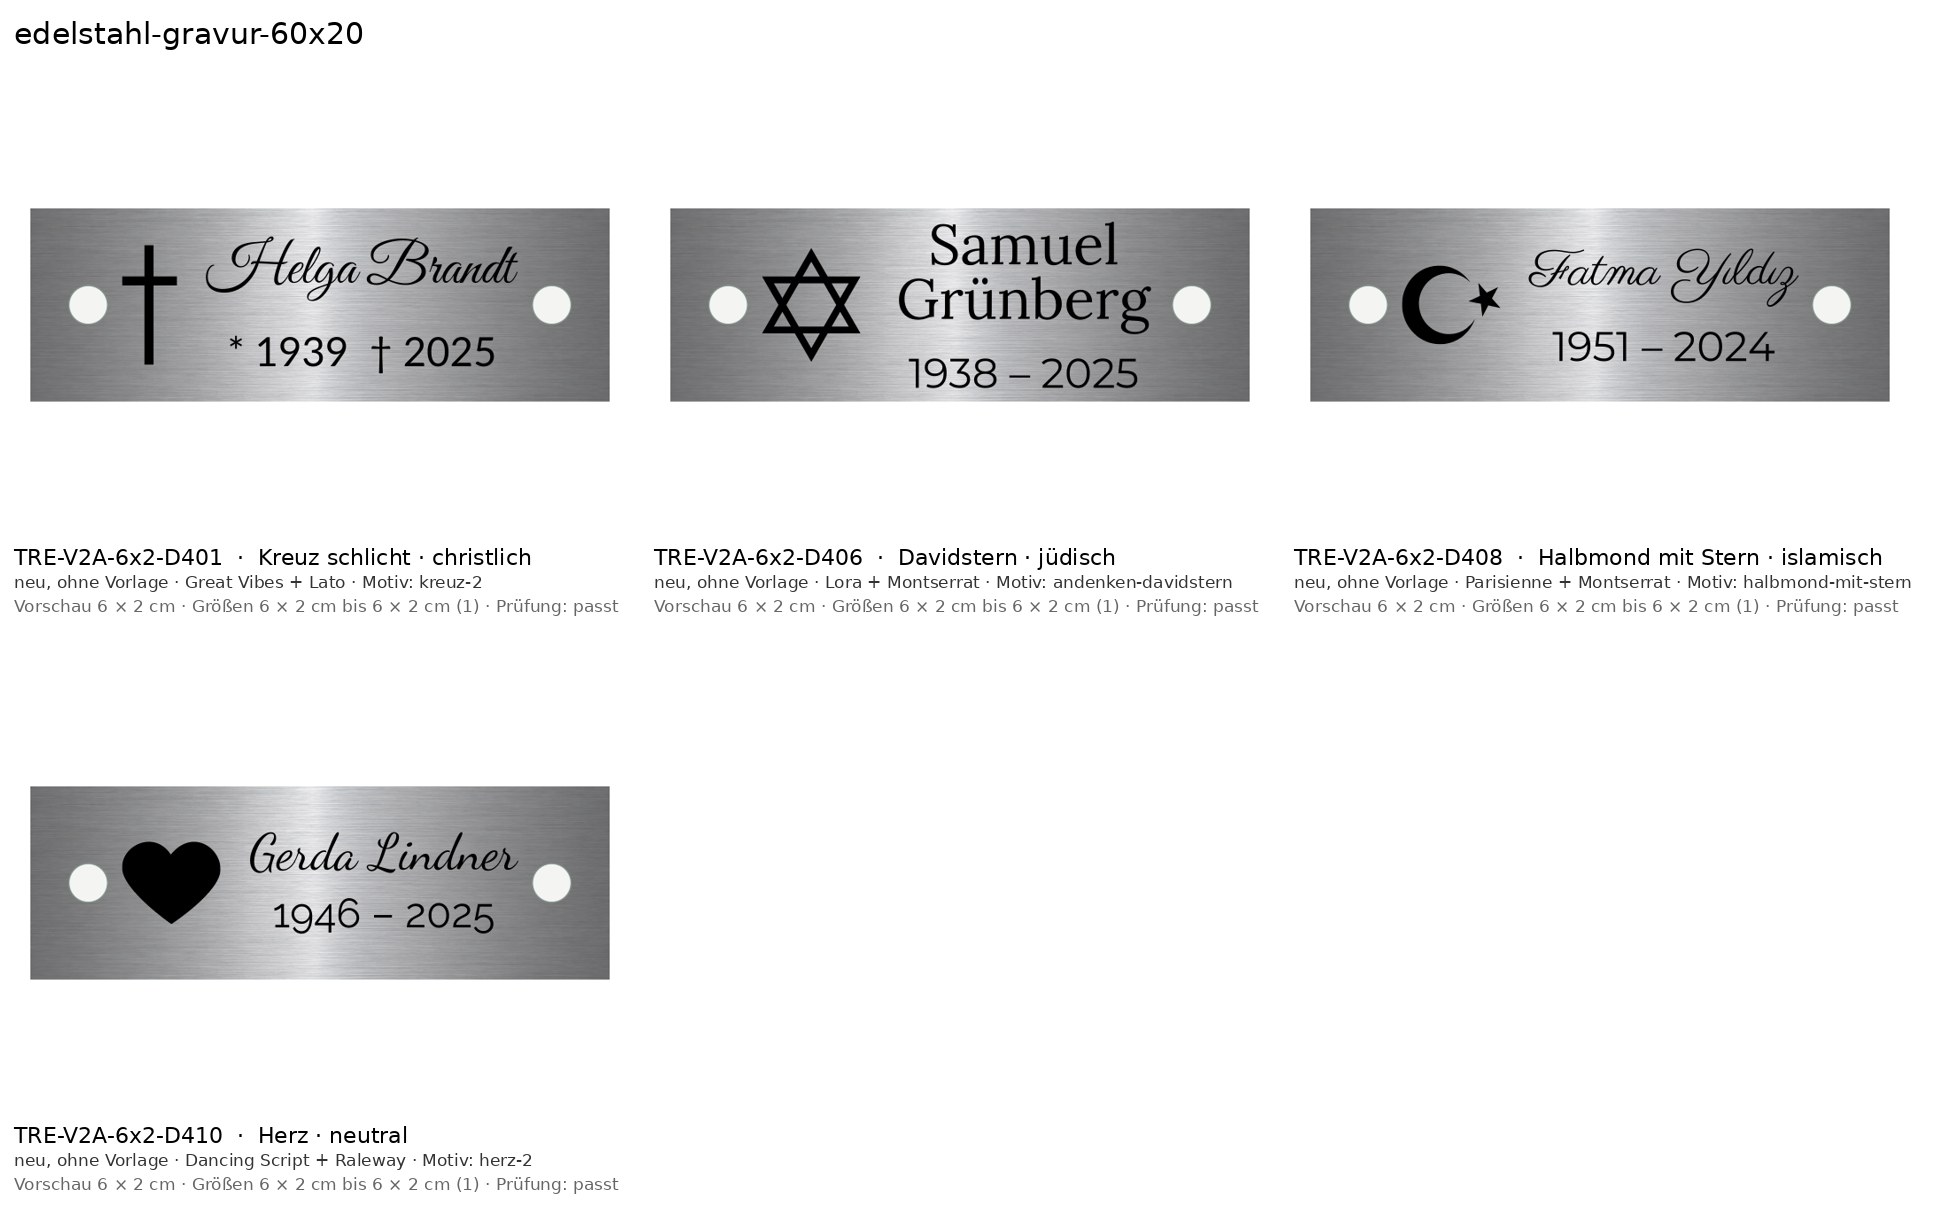 edelstahl-gravur-60x20
Helga Brandt
* 1939 † 2025
Samuel
Grünberg
1938 – 2025
Fatma Yıldız
1951 – 2024
TRE-V2A-6x2-D401 · Kreuz schlicht · christlich
neu, ohne Vorlage · Great Vibes + Lato · Motiv: kreuz-2
Vorschau 6 × 2 cm · Größen 6 × 2 cm bis 6 × 2 cm (1) · Prüfung: passt
TRE-V2A-6x2-D406 · Davidstern · jüdisch
neu, ohne Vorlage · Lora + Montserrat · Motiv: andenken-davidstern
Vorschau 6 × 2 cm · Größen 6 × 2 cm bis 6 × 2 cm (1) · Prüfung: passt
TRE-V2A-6x2-D408 · Halbmond mit Stern · islamisch
neu, ohne Vorlage · Parisienne + Montserrat · Motiv: halbmond-mit-stern
Vorschau 6 × 2 cm · Größen 6 × 2 cm bis 6 × 2 cm (1) · Prüfung: passt
Gerda Lindner
1946 – 2025
TRE-V2A-6x2-D410 · Herz · neutral
neu, ohne Vorlage · Dancing Script + Raleway · Motiv: herz-2
Vorschau 6 × 2 cm · Größen 6 × 2 cm bis 6 × 2 cm (1) · Prüfung: passt